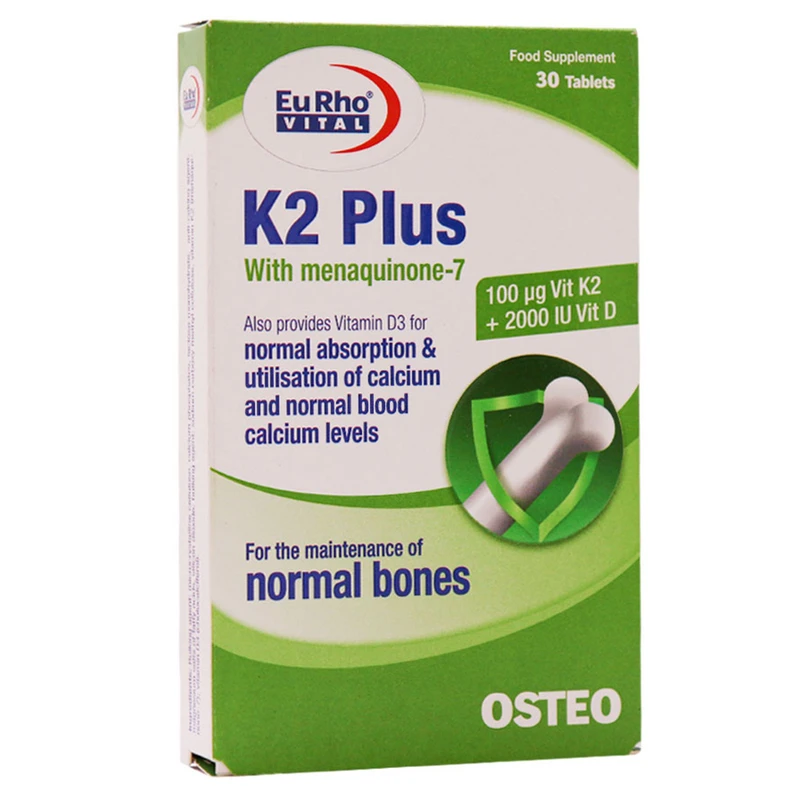 Food Supplement
30 Tablets
EuRho®
VITAL
K2 Plus
With menaquinone-7
100 µg Vit K2
+ 2000 IU Vit D
Also provides Vitamin D3 for
normal absorption &
utilisation of calcium
and normal blood
calcium levels
For the maintenance of
normal bones
OSTEO